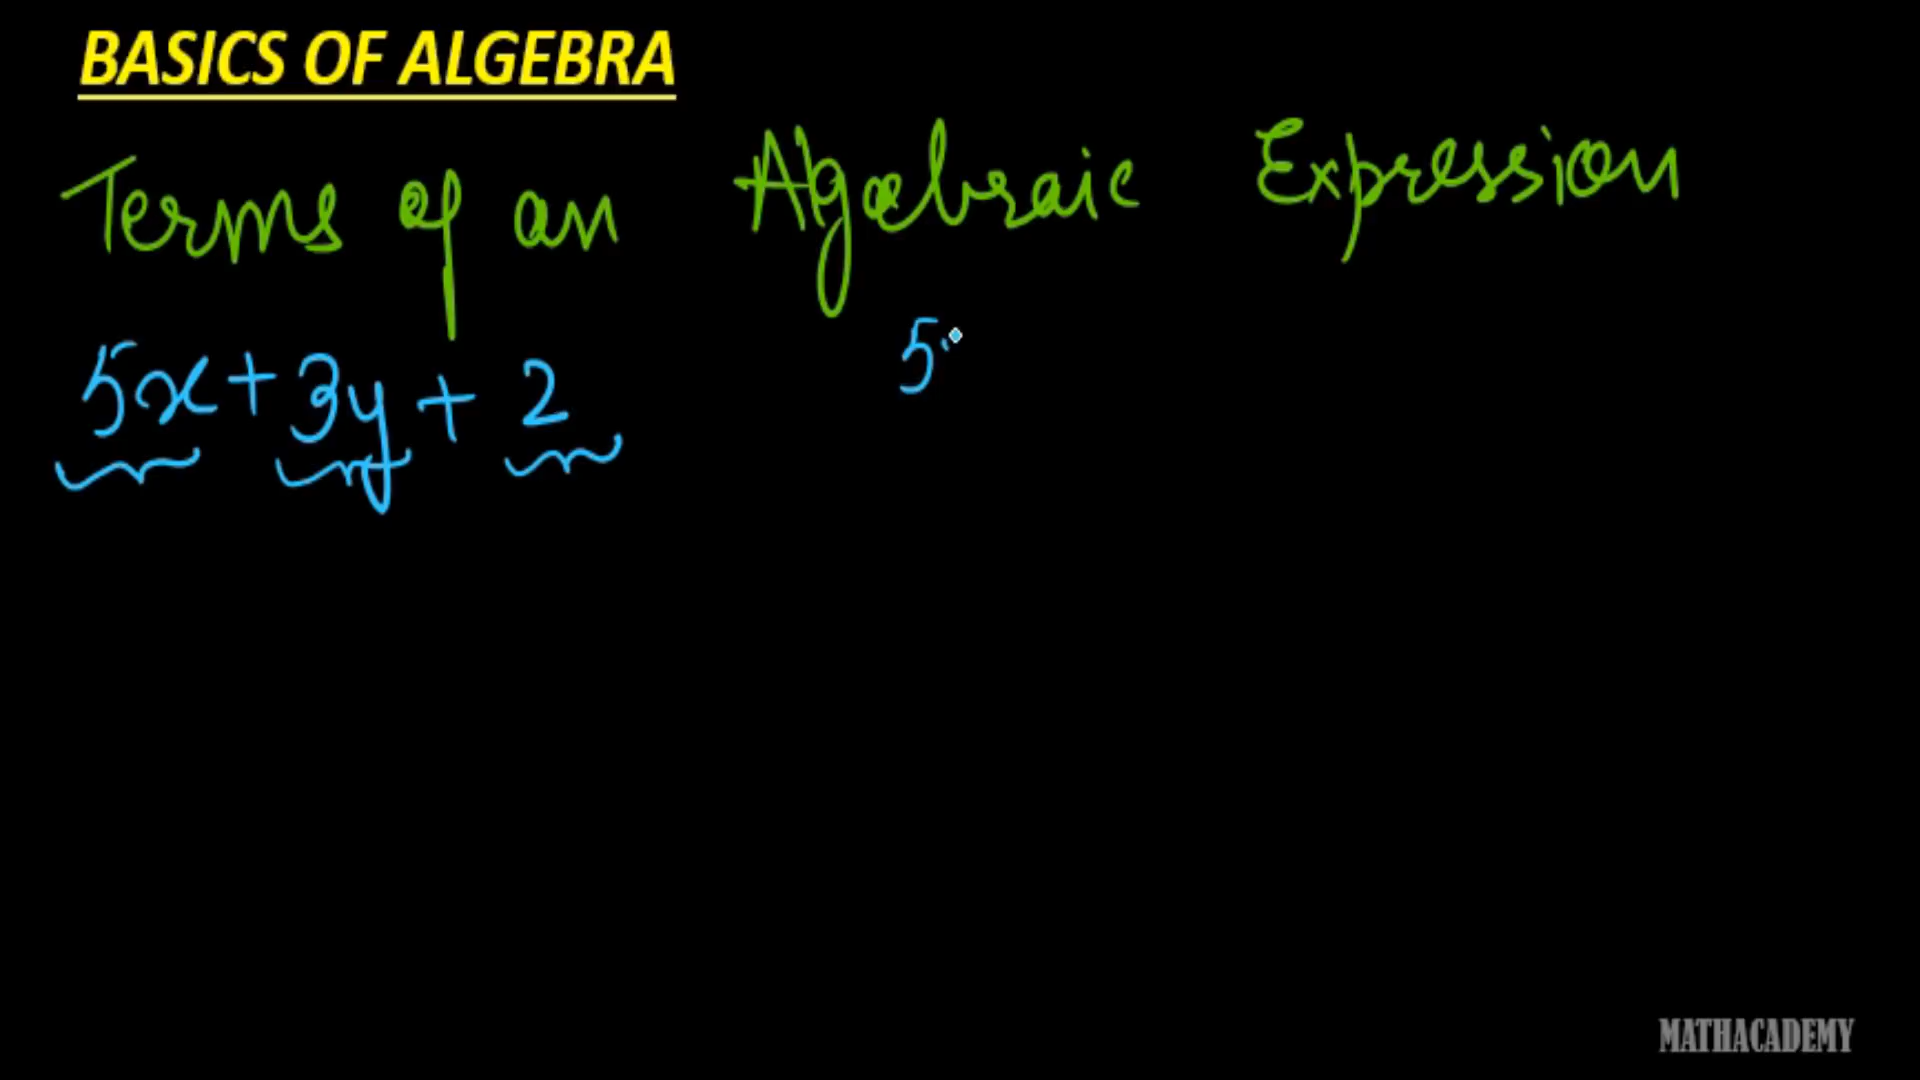 BASICS OF ALGEBRA
Terms of an Algebraic Expression
5x + 3y + 2 5
MATHACADEMY